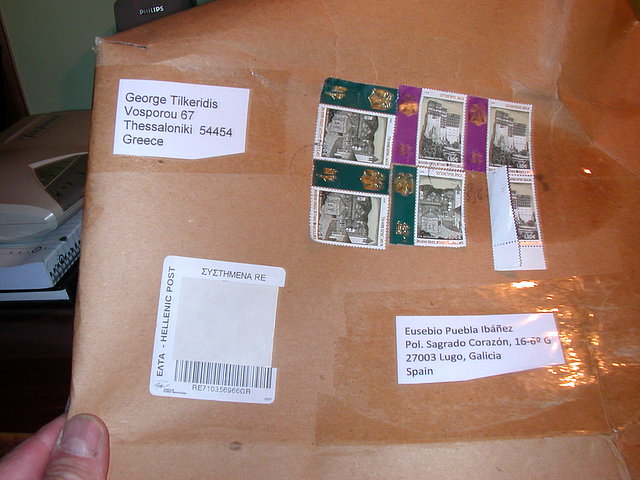 PHILIPS
George Tilkeridis
Vosporou 67
Thessaloniki 54454
Greece
ΣΥΣΤΗΜΕΝΑ RE
ΕΛΤΑ - HELLENIC POST
RE710356966GR
Eusebio Puebla Ibáñez
Pol. Sagrado Corazón, 16-6º G
27003 Lugo, Galicia
Spain